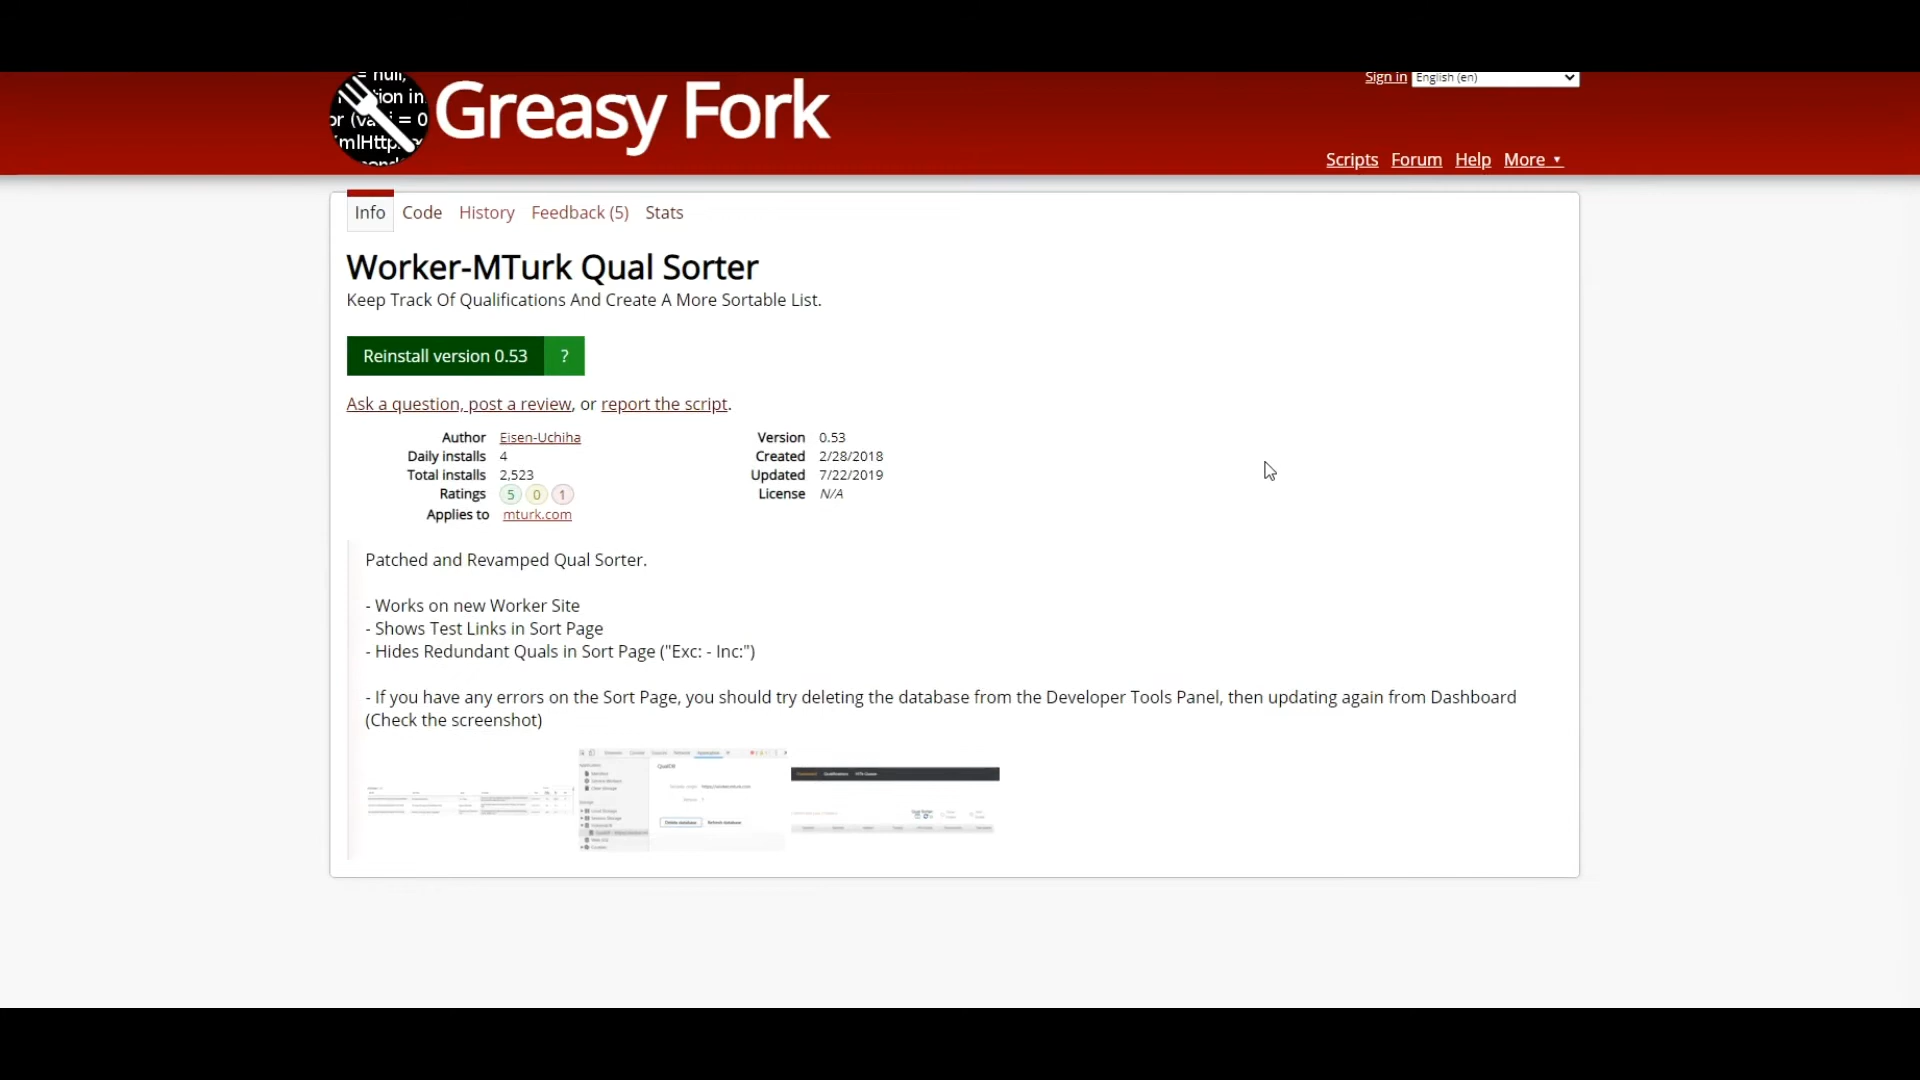 Sign in English (en)
Greasy Fork
Scripts Forum Help More
Info Code History Feedback (5) Stats
Worker-MTurk Qual Sorter
Keep Track Of Qualifications And Create A More Sortable List.
Reinstall version 0.53 ?
Ask a question, post a review, or report the script.
Author Eisen-Uchiha Version 0.53
Daily installs 4 Created 2/28/2018
Total installs 2,523 Updated 7/22/2019
Ratings 5 0 1 License N/A
Applies to mturk.com
Patched and Revamped Qual Sorter.
- Works on new Worker Site
- Shows Test Links in Sort Page
- Hides Redundant Quals in Sort Page ("Exc: - Inc:")
- If you have any errors on the Sort Page, you should try deleting the database from the Developer Tools Panel, then updating again from Dashboard
(Check the screenshot)